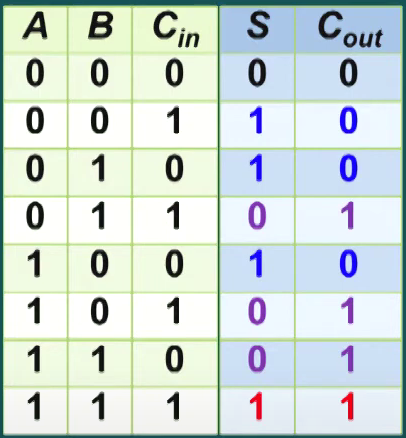 A B Cin S Cout
0 0 0 0 0
0 0 1 1 0
0 1 0 1 0
0 1 1 0 1
1 0 0 1 0
1 0 1 0 1
1 1 0 0 1
1 1 1 1 1